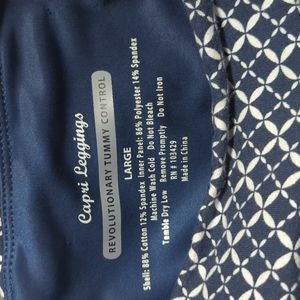 Capri Leggings
REVOLUTIONARY TUMMY CONTROL
LARGE
Shell: 88% Cotton 12% Spandex Inner Panel: 86% Polyester 14% Spandex
Machine Wash Cold Do Not Bleach
Tumble Dry Low Remove Promptly Do Not Iron
RN # 103429
Made in China